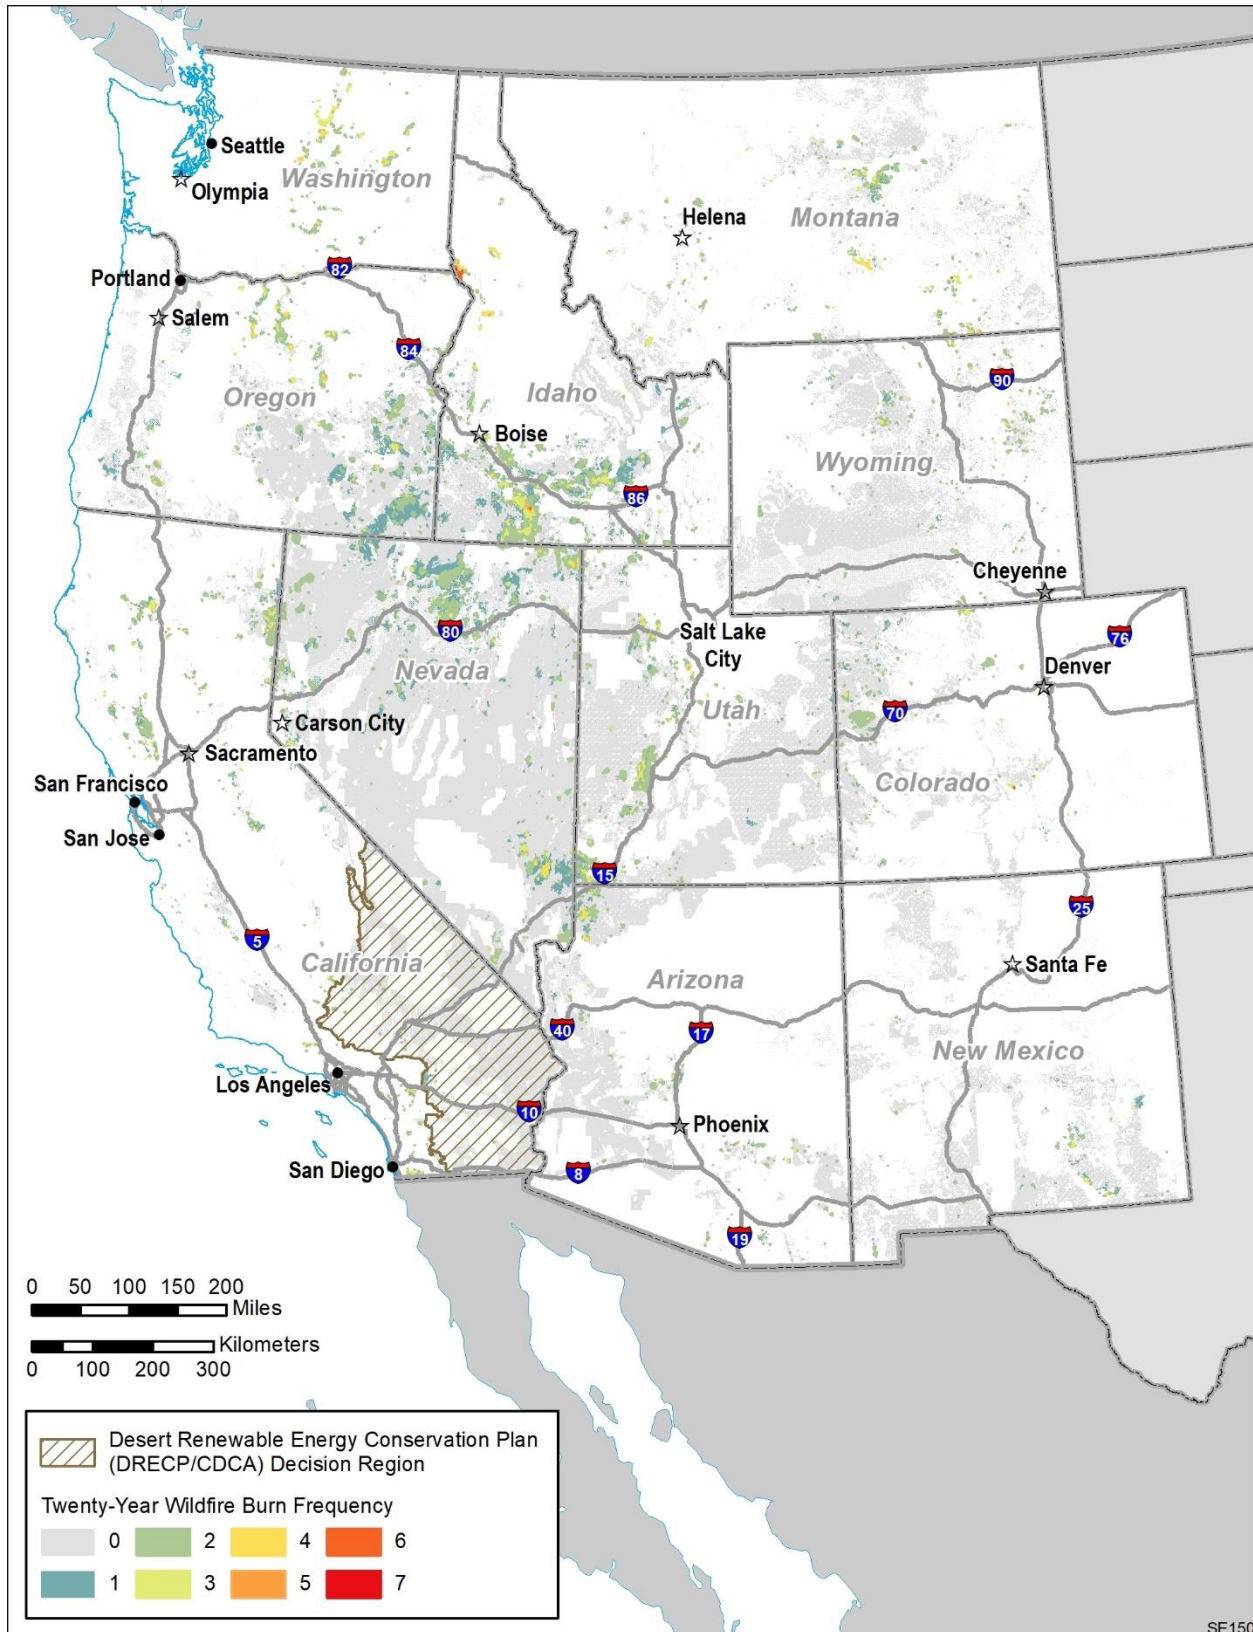 Seattle
Olympia
Washington
Helena
Montana
Portland
82
Salem
84
Oregon
Idaho
90
Boise
Wyoming
86
Cheyenne
80
Salt Lake
City
76
Nevada
Denver
Utah
70
Carson City
Sacramento
San Francisco
Colorado
San Jose
15
25
5
California
Arizona
Santa Fe
40
17
New Mexico
Los Angeles
10
Phoenix
San Diego
8
19
0 50 100 150 200
Miles
Kilometers
0 100 200 300
Desert Renewable Energy Conservation Plan
(DRECP/CDCA) Decision Region
Twenty-Year Wildfire Burn Frequency
0 2 4 6
1 3 5 7
SE150